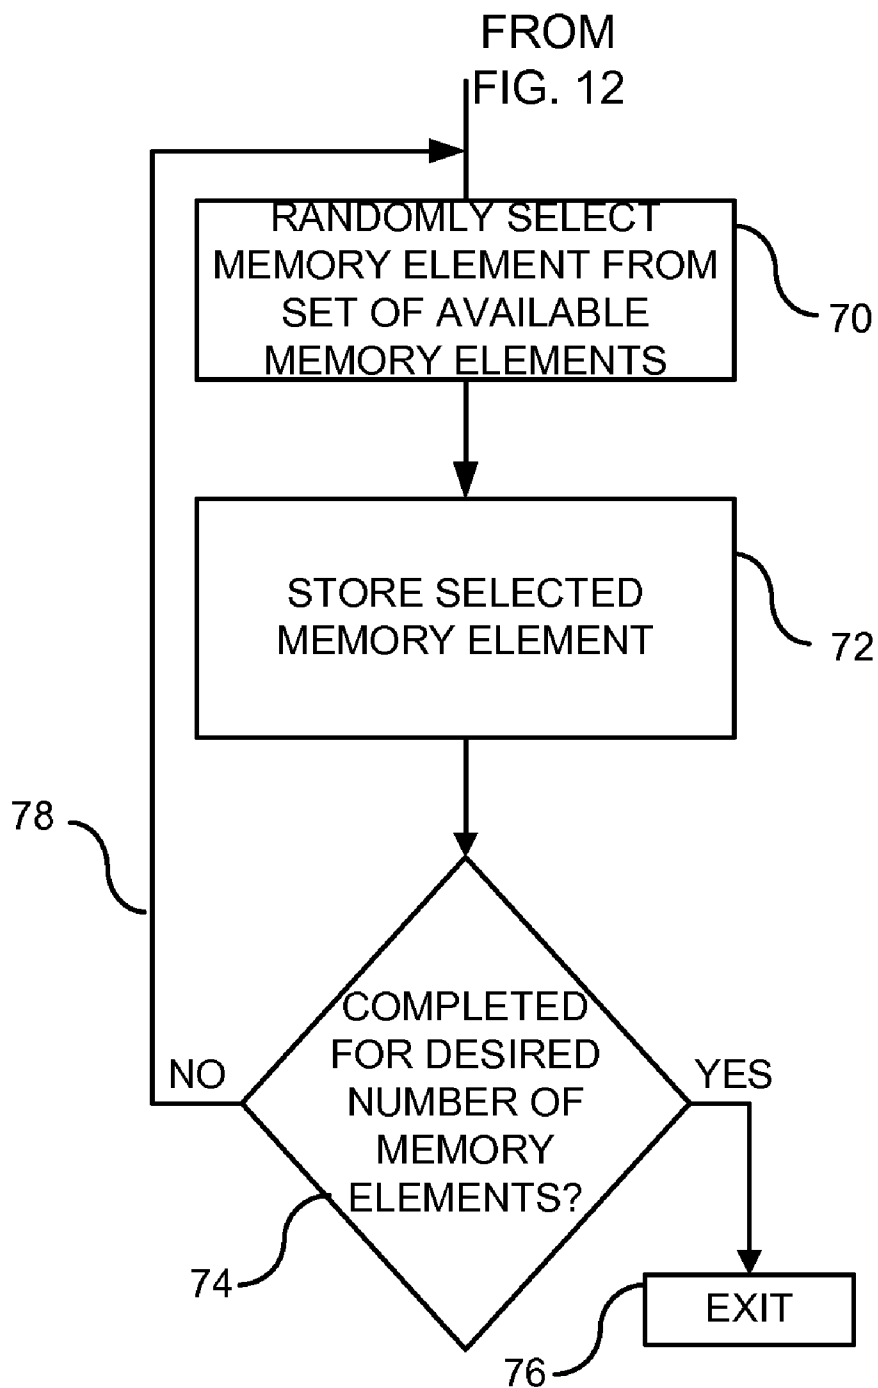 FROM
FIG. 12
RANDOMLY SELECT
MEMORY ELEMENT FROM
SET OF AVAILABLE
MEMORY ELEMENTS
70
STORE SELECTED
MEMORY ELEMENT
72
78
COMPLETED
FOR DESIRED
NUMBER OF
MEMORY
ELEMENTS?
NO
YES
74
EXIT
76